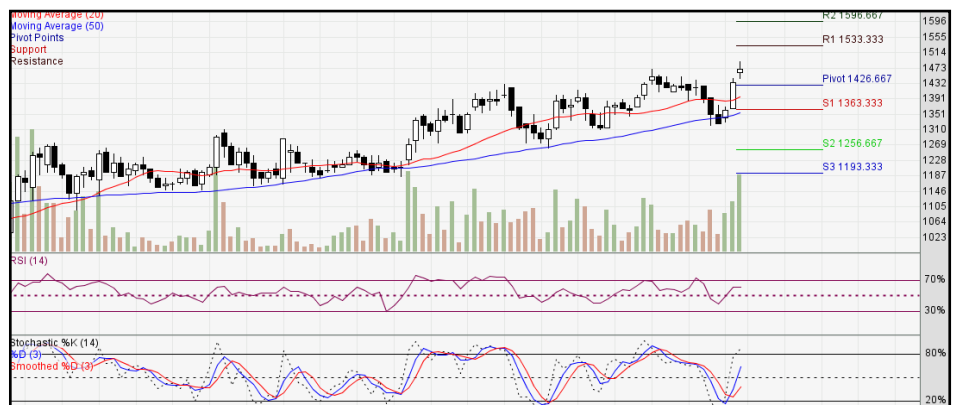 Moving Average (20)
Moving Average (50)
Pivot Points
Support
Resistance
R2 1596.667
R1 1533.333
Pivot 1426.667
S1 1363.333
S2 1256.667
S3 1193.333
1596
1555
1514
1473
1432
1391
1351
1310
1269
1228
1187
1146
1105
1064
1023
RSI (14)
70%
30%
Stochastic %K (14)
%D (3)
Smoothed %D (3)
80%
20%